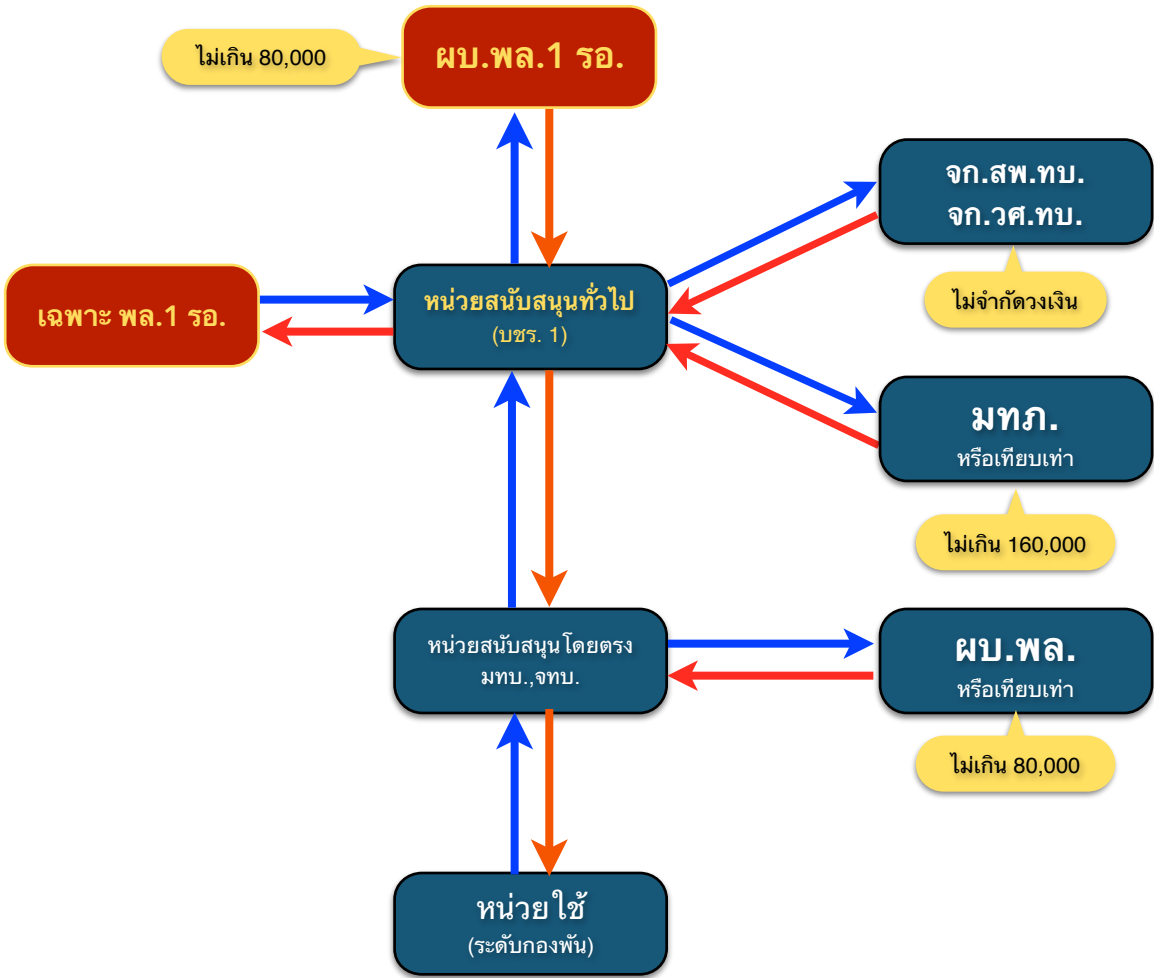 ไม่เกิน 80,000
ผบ.พล.1 รอ.
จก.สพ.ทบ.
จก.วศ.ทบ.
ไม่จำกัดวงเงิน
เฉพาะ พล.1 รอ.
หน่วยสนับสนุนทั่วไป
(บชร. 1)
มทภ.
หรือเทียบเท่า
ไม่เกิน 160,000
หน่วยสนับสนุนโดยตรง
มทบ.,จทบ.
ผบ.พล.
หรือเทียบเท่า
ไม่เกิน 80,000
หน่วยใช้
(ระดับกองพัน)